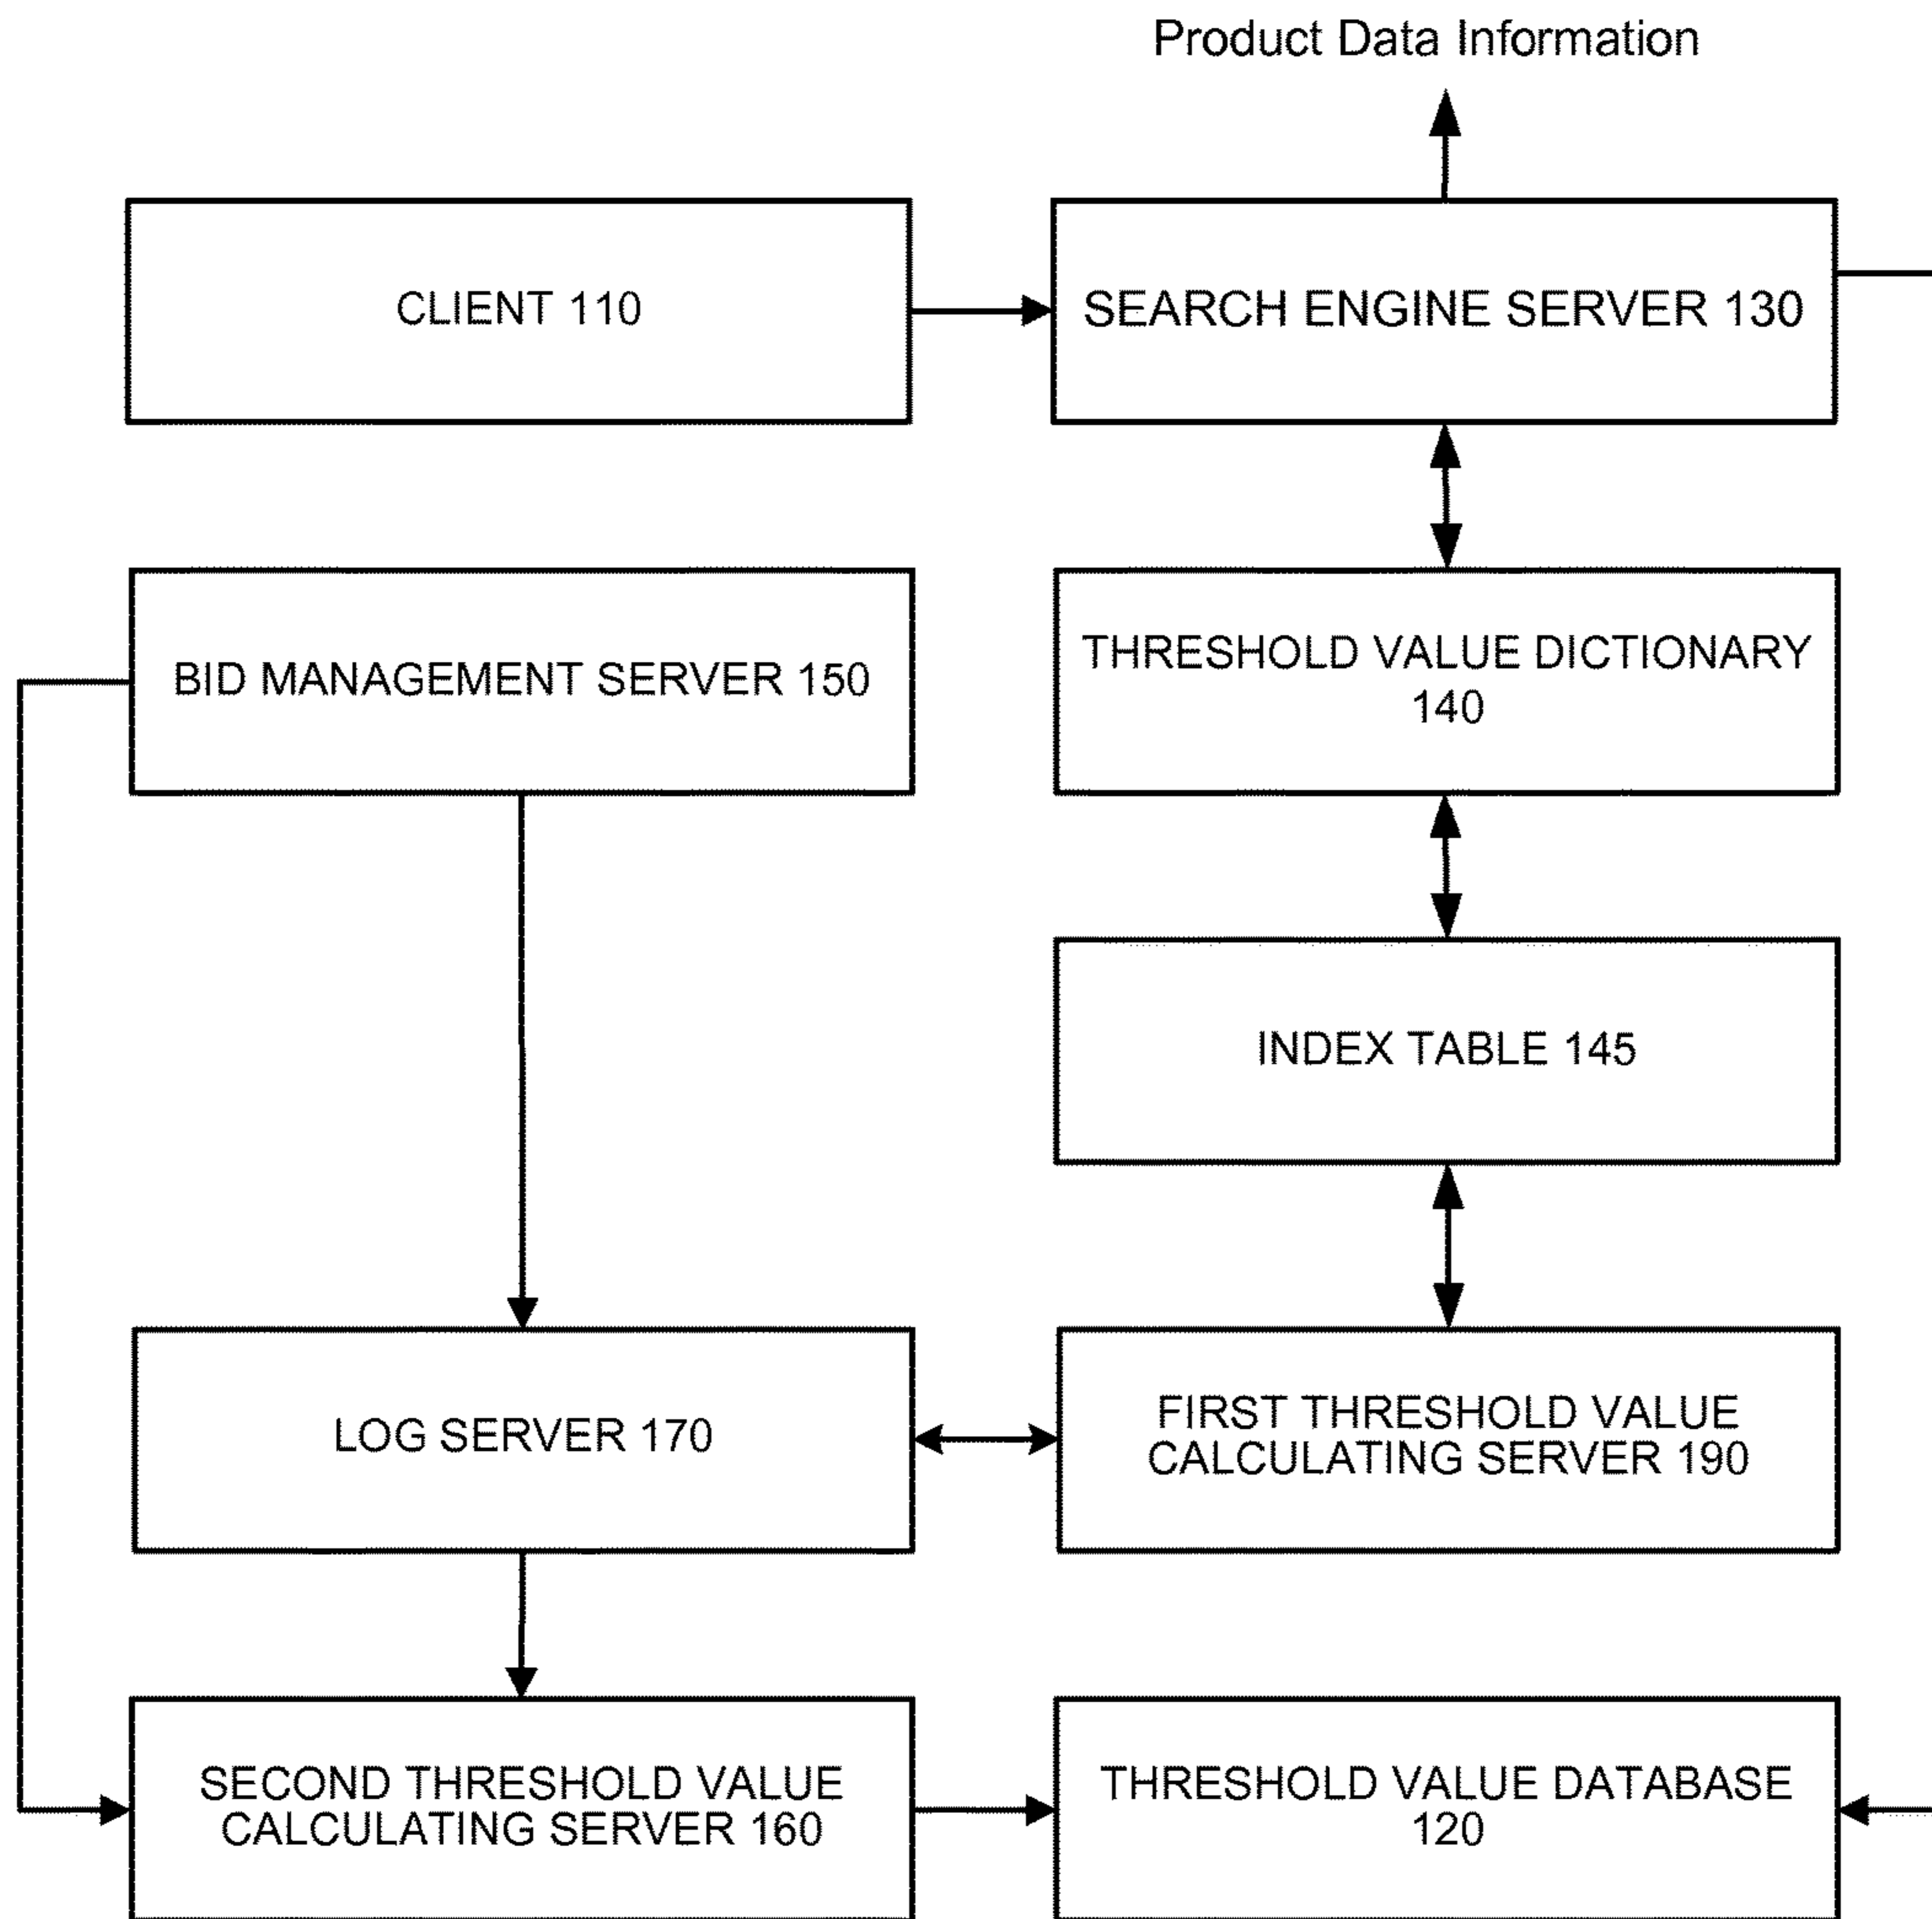 Product Data Information
CLIENT 110
SEARCH ENGINE SERVER 130
BID MANAGEMENT SERVER 150
THRESHOLD VALUE DICTIONARY
140
INDEX TABLE 145
LOG SERVER 170
FIRST THRESHOLD VALUE
CALCULATING SERVER 190
SECOND THRESHOLD VALUE
CALCULATING SERVER 160
THRESHOLD VALUE DATABASE
120